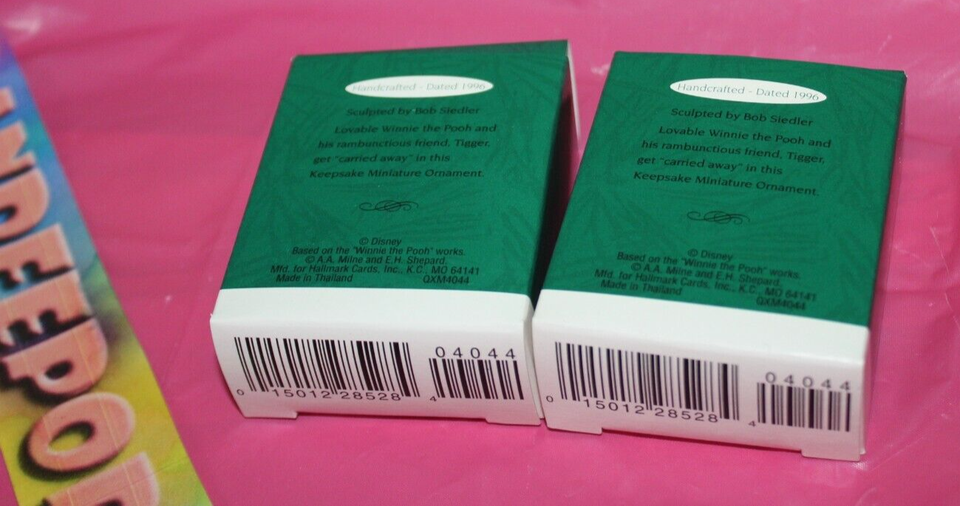 INDEEPOP
Handcrafted - Dated 1996
Sculpted by Bob Siedler
Lovable Winnie the Pooh and
his rambunctious friend, Tigger,
get "carried away" in this
Keepsake Miniature Ornament.
© Disney
Based on the "Winnie the Pooh" works.
© A.A. Milne and E.H. Shepard.
Mfd. for Hallmark Cards, Inc., K.C., MO 64141
Made in Thailand QXM4044
04044
0 15012 28528 4
Handcrafted - Dated 1996
Sculpted by Bob Siedler
Lovable Winnie the Pooh and
his rambunctious friend, Tigger,
get "carried away" in this
Keepsake Miniature Ornament.
© Disney
Based on the "Winnie the Pooh" works.
© A.A. Milne and E.H. Shepard.
Mfd. for Hallmark Cards, Inc., K.C., MO 64141
Made in Thailand QXM4044
04044
0 15012 28528 4